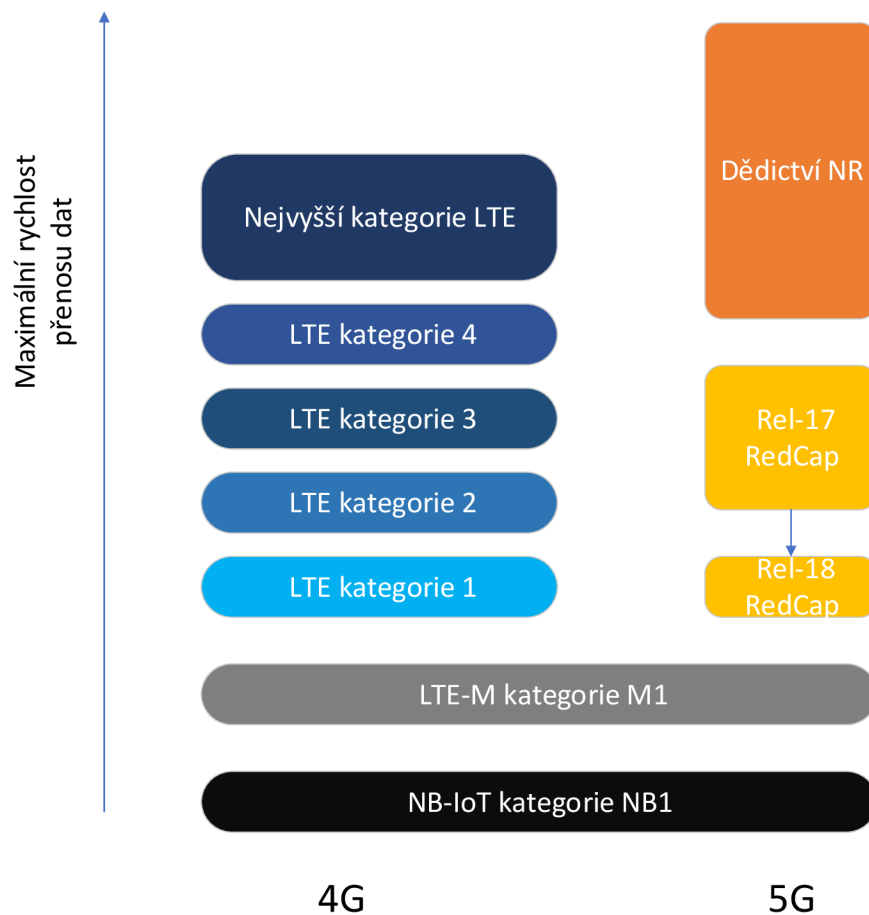 Maximální rychlost
přenosu dat
Dědictví NR
Nejvyšší kategorie LTE
LTE kategorie 4
LTE kategorie 3
Rel-17
RedCap
LTE kategorie 2
LTE kategorie 1
Rel-18
RedCap
LTE-M kategorie M1
NB-IoT kategorie NB1
4G
5G